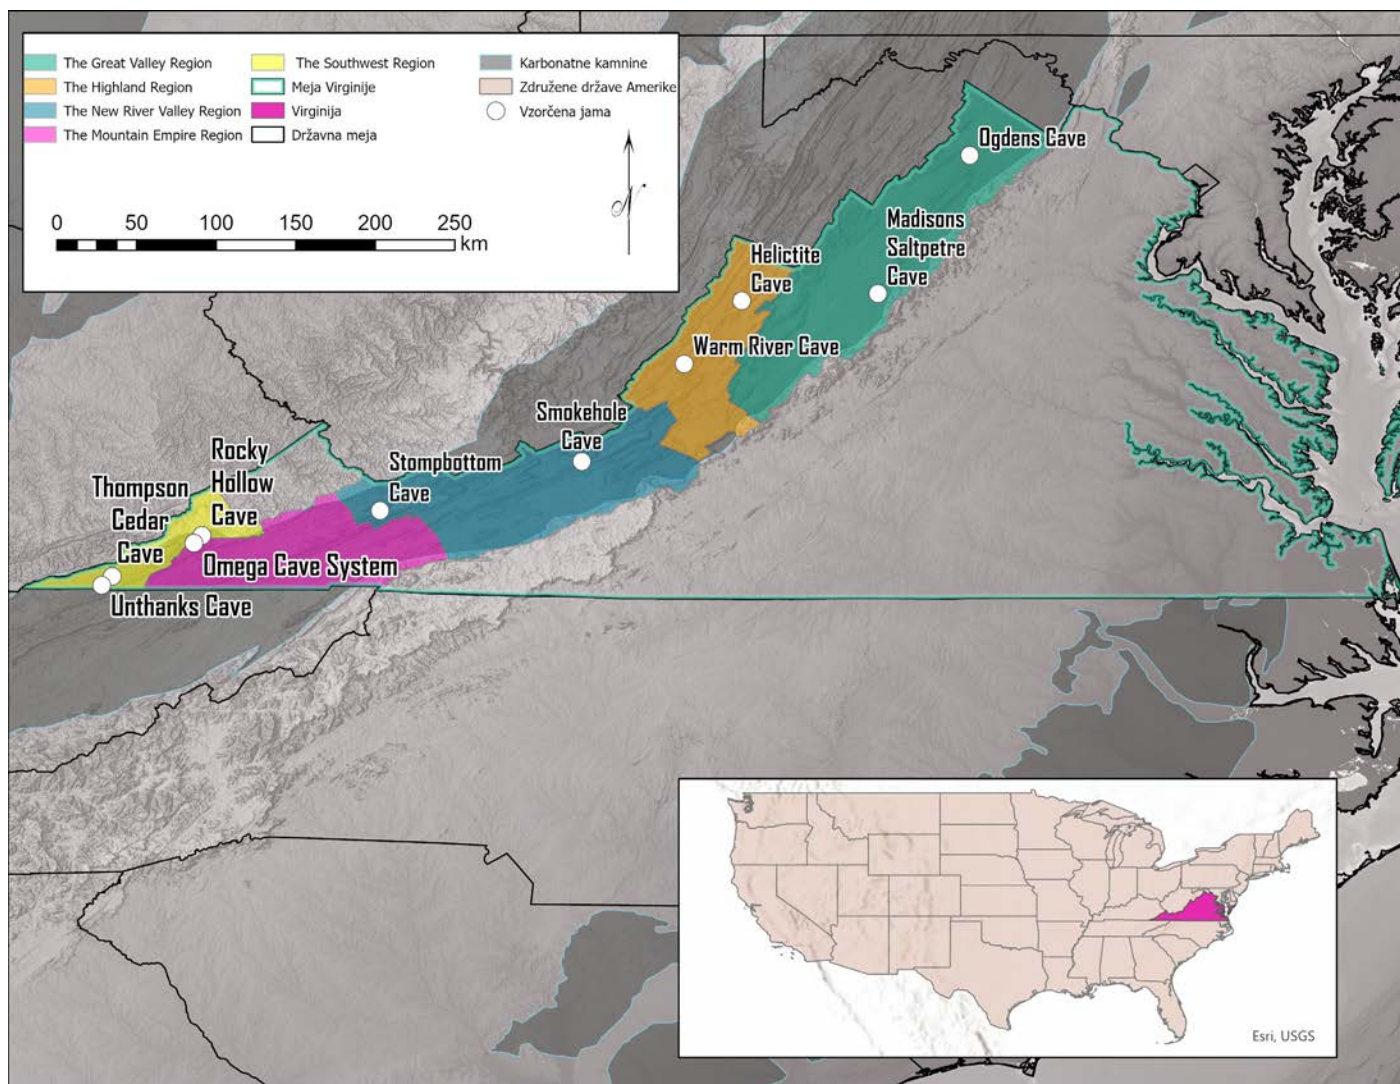 The Great Valley Region
The Highland Region
The New River Valley Region
The Mountain Empire Region
The Southwest Region
Meja Virginije
Virginija
Državna meja
Karbonatne kamnine
Združene države Amerike
Vzorčena jama
0 50 100 150 200 250
km
N
Ogdens Cave
Madisons
Saltpetre
Cave
Helictite
Cave
Warm River Cave
Smokehole
Cave
Stompbottom
Cave
Rocky
Hollow
Cave
Thompson
Cedar
Cave
Omega Cave System
Unthanks Cave
Esri, USGS